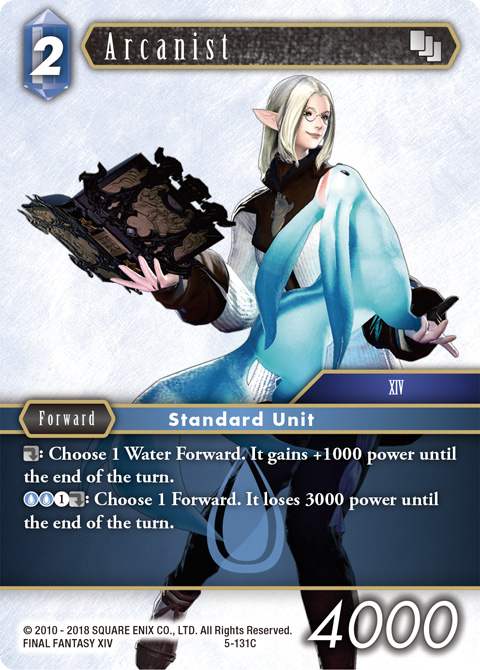 2
Arcanist
XIV
Forward
Standard Unit
: Choose 1 Water Forward. It gains +1000 power until
the end of the turn.
1: Choose 1 Forward. It loses 3000 power until
the end of the turn.
© 2010 - 2018 SQUARE ENIX CO., LTD. All Rights Reserved.
FINAL FANTASY XIV 5-131C
4000